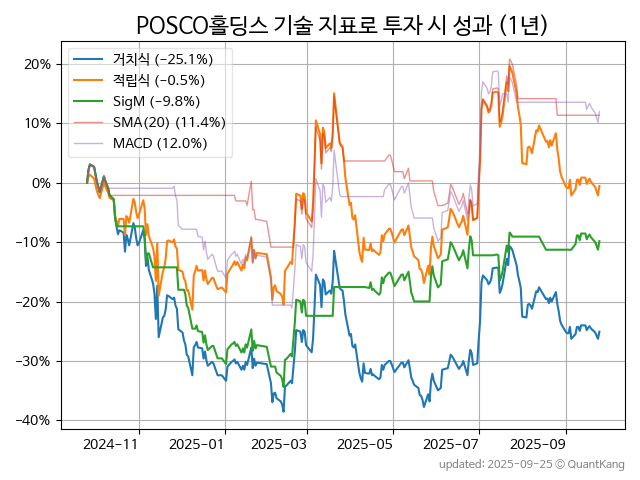 POSCO홀딩스 기술 지표로 투자 시 성과 (1년)
거치식 (−25.1%)
적립식 (−0.5%)
SigM (−9.8%)
SMA(20) (11.4%)
MACD (12.0%)
20%
10%
0%
−10%
−20%
−30%
−40%
2024-11 2025-01 2025-03 2025-05 2025-07 2025-09
updated: 2025-09-25 ⓒ QuantKang